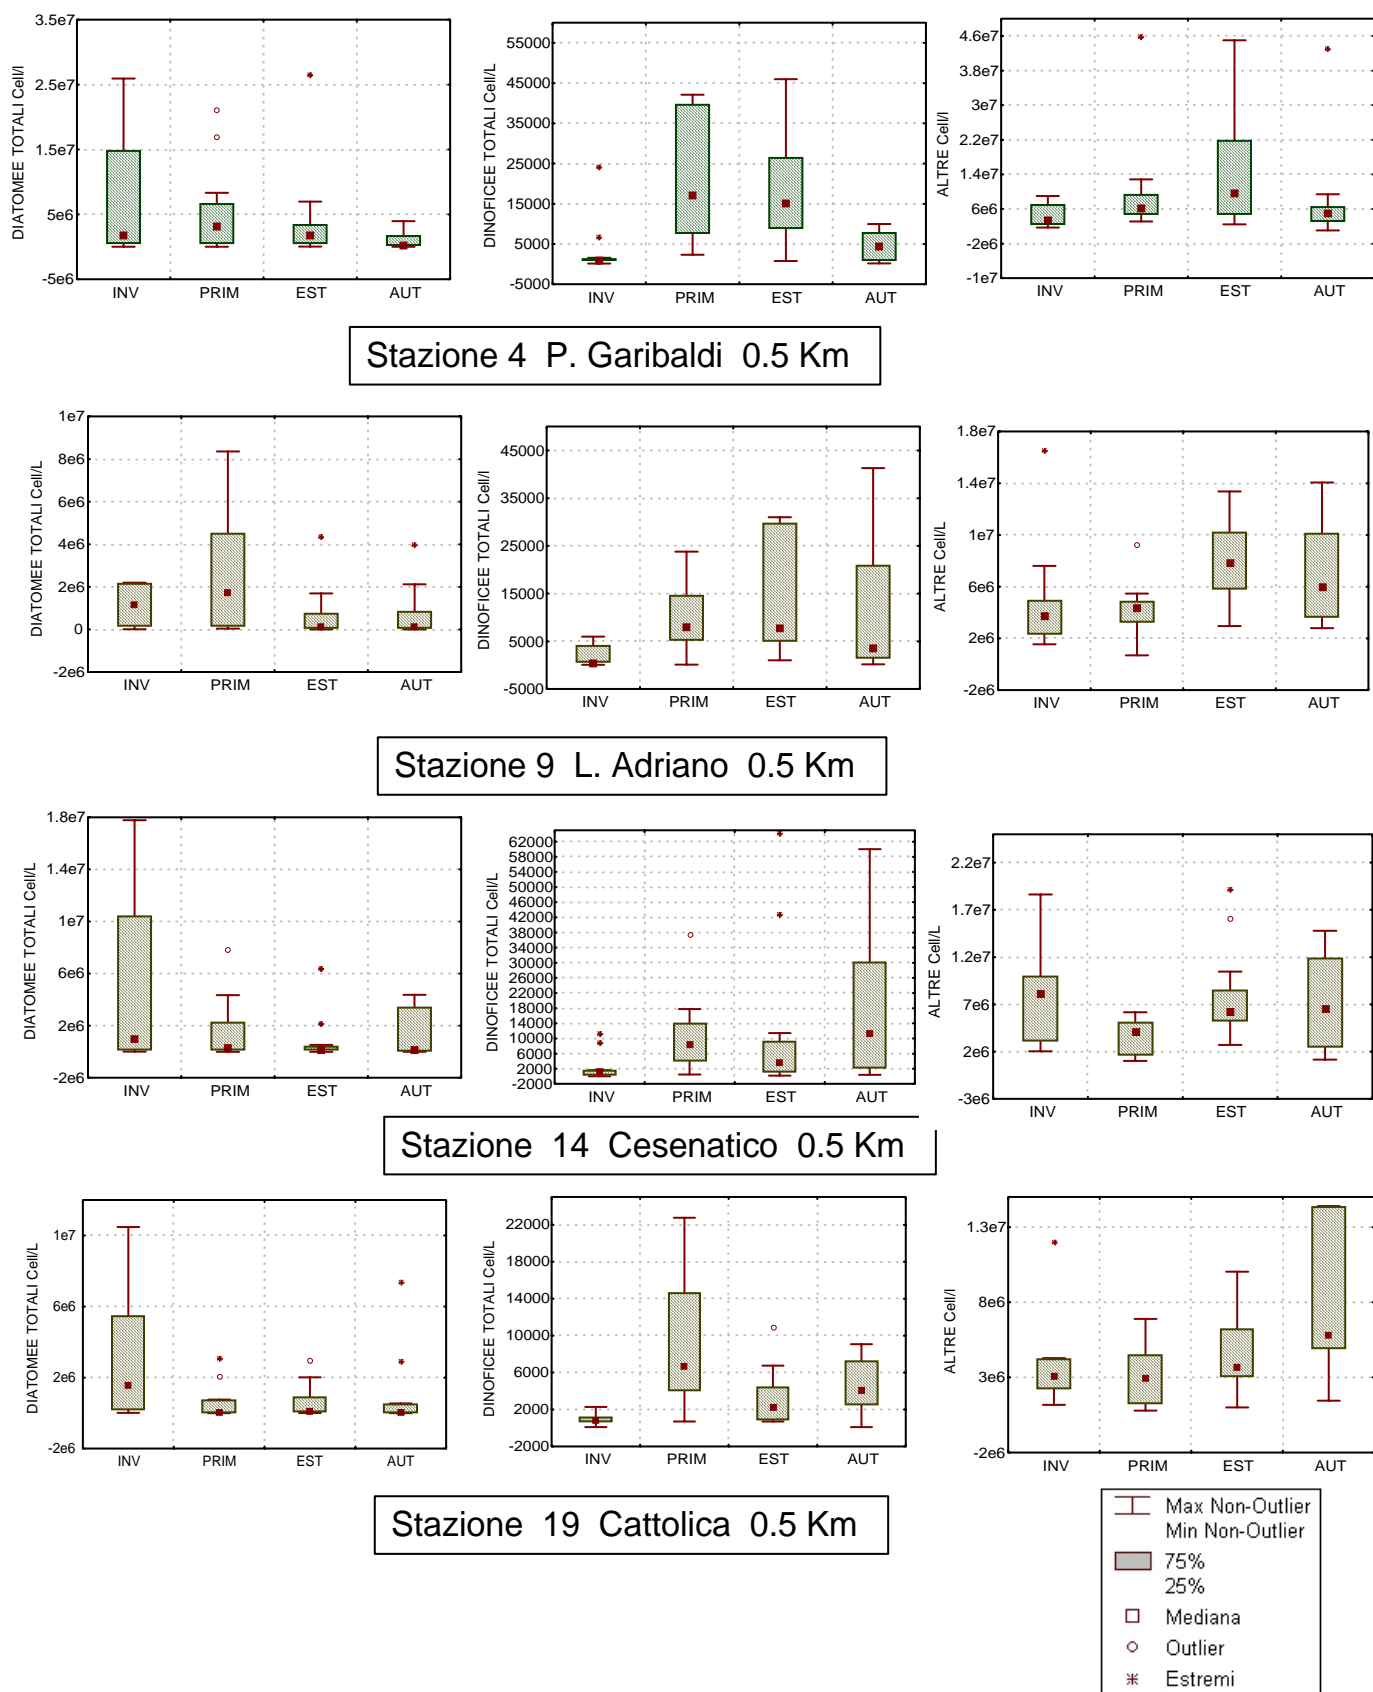 DIATOMEE TOTALI Cell/l
3.5e7
2.5e7
1.5e7
5e6
-5e6
INV PRIM EST AUT
DINOFICEE TOTALI Cell/L
55000
45000
35000
25000
15000
5000
-5000
INV PRIM EST AUT
ALTRE Cell/l
4.6e7
3.8e7
3e7
2.2e7
1.4e7
6e6
-2e6
-1e7
INV PRIM EST AUT
Stazione 4 P. Garibaldi 0.5 Km
DIATOMEE TOTALI Cell/L
1e7
8e6
6e6
4e6
2e6
0
-2e6
INV PRIM EST AUT
DINOFICEE TOTALI Cell/l
45000
35000
25000
15000
5000
-5000
INV PRIM EST AUT
ALTRE Cell/L
1.8e7
1.4e7
1e7
6e6
2e6
-2e6
INV PRIM EST AUT
Stazione 9 L. Adriano 0.5 Km
DIATOMEE TOTALI Cell/L
1.8e7
1.4e7
1e7
6e6
2e6
-2e6
INV PRIM EST AUT
DINOFICEE TOTALI Cell/L
62000
58000
54000
50000
46000
42000
38000
34000
30000
26000
22000
18000
14000
10000
6000
2000
-2000
INV PRIM EST AUT
ALTRE Cell/L
2.2e7
1.7e7
1.2e7
7e6
2e6
-3e6
INV PRIM EST AUT
Stazione 14 Cesenatico 0.5 Km
DIATOMEE TOTALI Cell/L
1e7
6e6
2e6
-2e6
INV PRIM EST AUT
DINOFICEE TOTALI Cell/L
22000
18000
14000
10000
6000
2000
-2000
INV PRIM EST AUT
ALTRE Cell/l
1.3e7
8e6
3e6
-2e6
INV PRIM EST AUT
Stazione 19 Cattolica 0.5 Km
Max Non-Outlier
Min Non-Outlier
75%
25%
Mediana
Outlier
Estremi